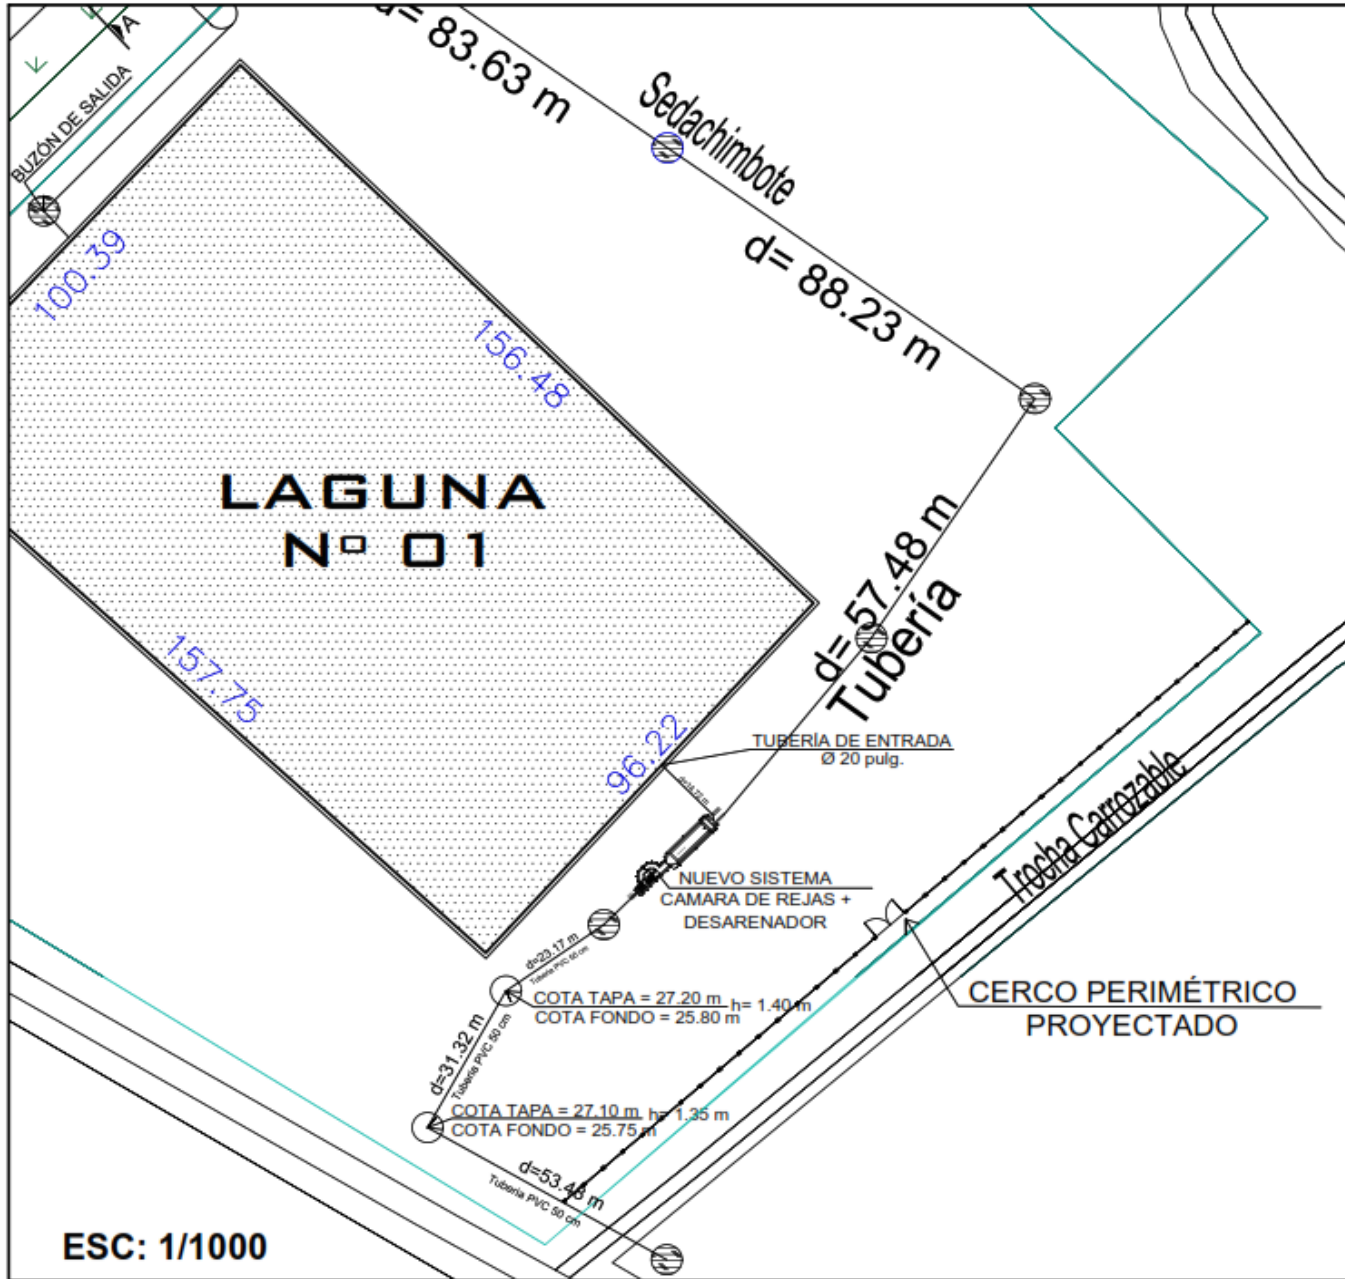 A
BUZÓN DE SALIDA
d= 83.63 m
Sedachimbote
d= 88.23 m
100.39
156.48
LAGUNA
Nº 01
157.75
96.22
d= 57.48 m
Tubería
TUBERÍA DE ENTRADA
Ø 20 pulg.
NUEVO SISTEMA
CAMARA DE REJAS +
DESARENADOR
Trocha Carrozable
d=23.17 m
COTA TAPA = 27.20 m
h= 1.40 m
COTA FONDO = 25.80 m
CERCO PERIMÉTRICO
PROYECTADO
d=31.32 m
Tuberia PVC 50 cm
COTA TAPA = 27.10 m
h= 1.35 m
COTA FONDO = 25.75 m
d=53.48 m
Tuberia PVC 50 cm
ESC: 1/1000